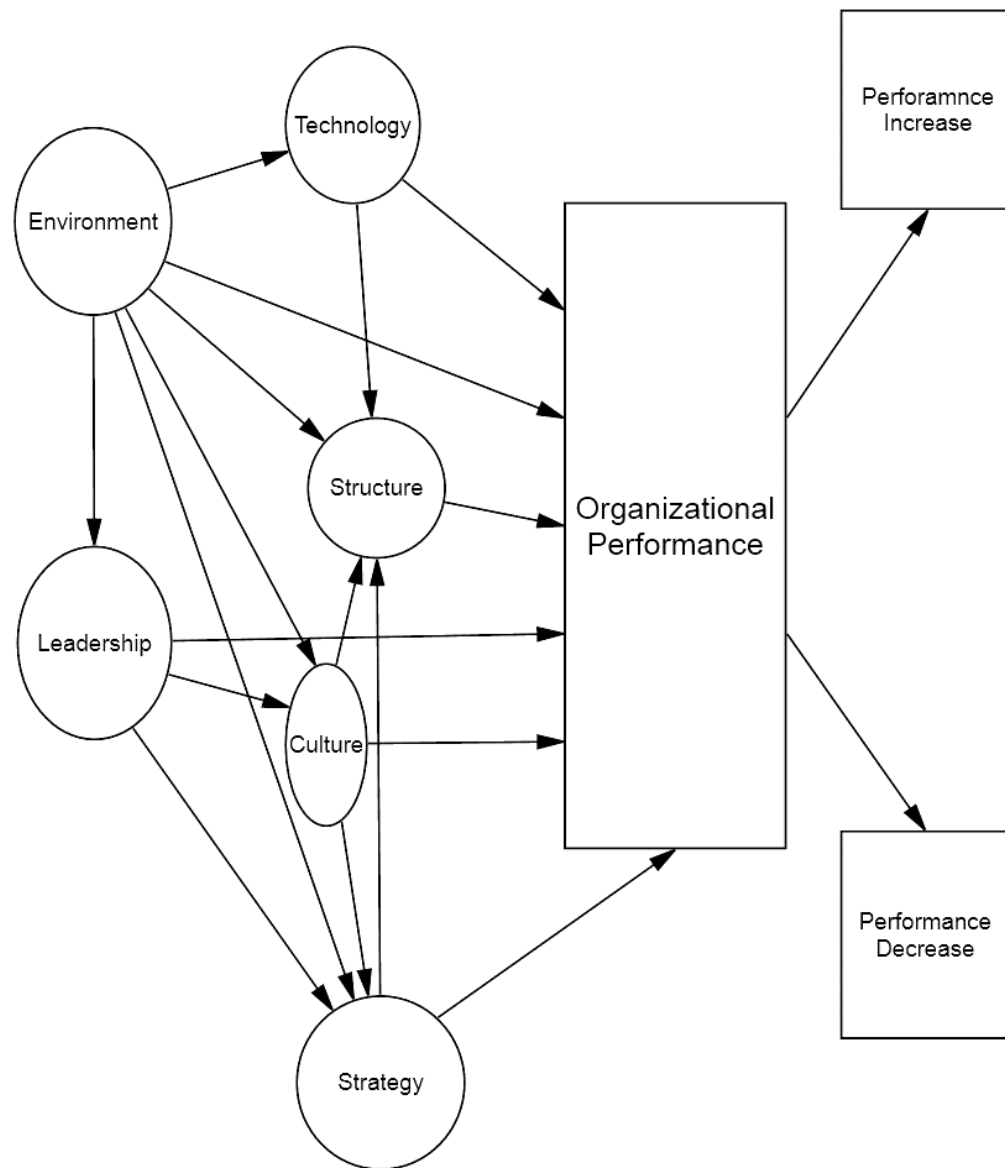 Perforamnce
Increase
Technology
Environment
Structure
Organizational
Performance
Leadership
Culture
Performance
Decrease
Strategy